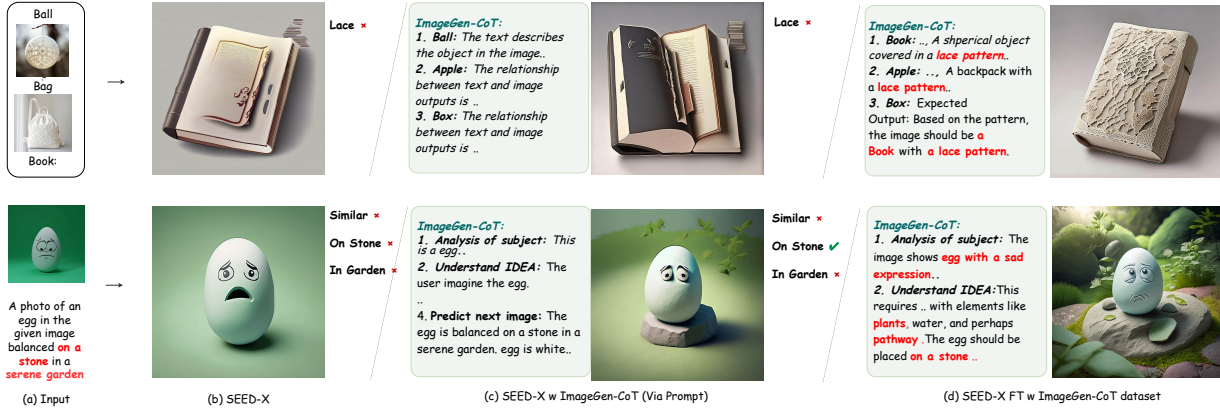 Ball
Bag
Book:
Lace ×
ImageGen-CoT:
1. Ball: The text describes
the object in the image..
2. Apple: The relationship
between text and image
outputs is ..
3. Box: The relationship
between text and image
outputs is ..
Lace ×
ImageGen-CoT:
1. Book: .., A shperical object
covered in a lace pattern..
2. Apple: .., A backpack with
a lace pattern..
3. Box: Expected
Output: Based on the pattern,
the image should be a
Book with a lace pattern.
A photo of an
egg in the
given image
balanced on a
stone in a
serene garden
Similar ×
On Stone ×
In Garden ×
ImageGen-CoT:
1. Analysis of subject: This
is a egg..
2. Understand IDEA: The
user imagine the egg.
..
4. Predict next image: The
egg is balanced on a stone in a
serene garden. egg is white..
Similar ×
On Stone ✔
In Garden ×
ImageGen-CoT:
1. Analysis of subject: The
image shows egg with a sad
expression..
2. Understand IDEA:This
requires .. with elements like
plants, water, and perhaps
pathway .The egg should be
placed on a stone ..
(a) Input
(b) SEED-X
(c) SEED-X w ImageGen-CoT (Via Prompt)
(d) SEED-X FT w ImageGen-CoT dataset